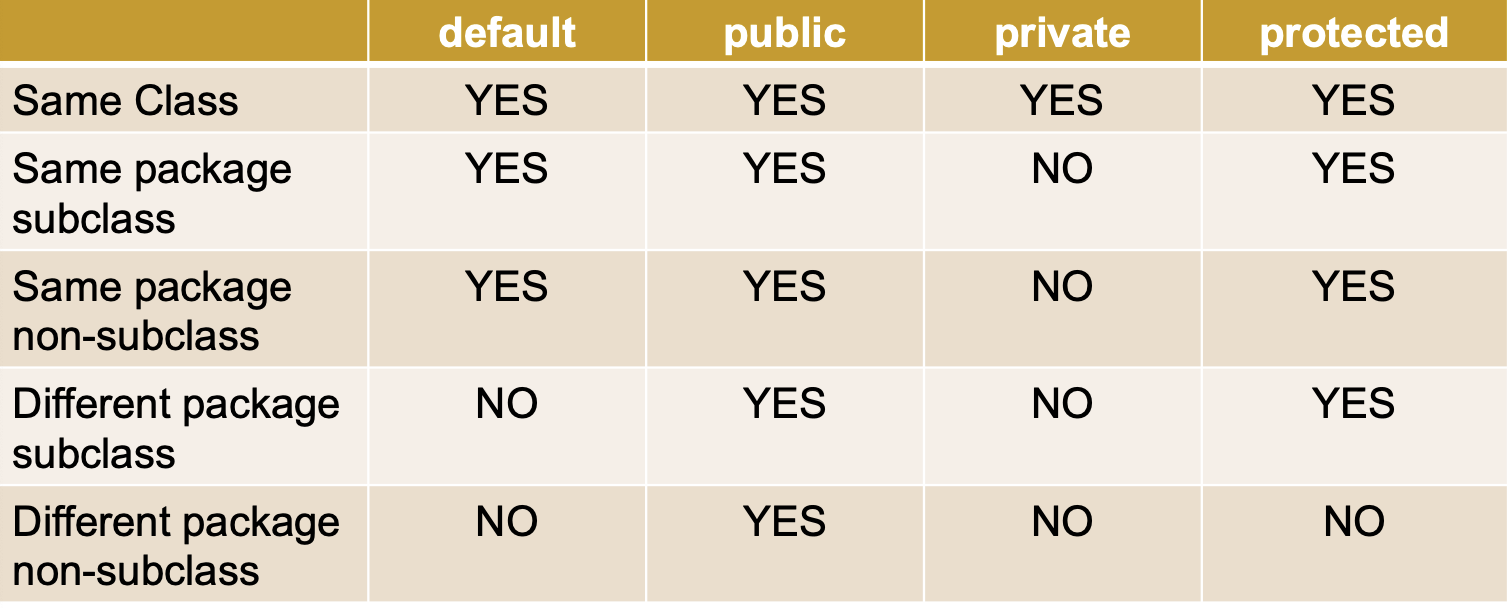 default public private protected
Same Class YES YES YES YES
Same package YES YES NO YES
subclass
Same package YES YES NO YES
non-subclass
Different package NO YES NO YES
subclass
Different package NO YES NO NO
non-subclass